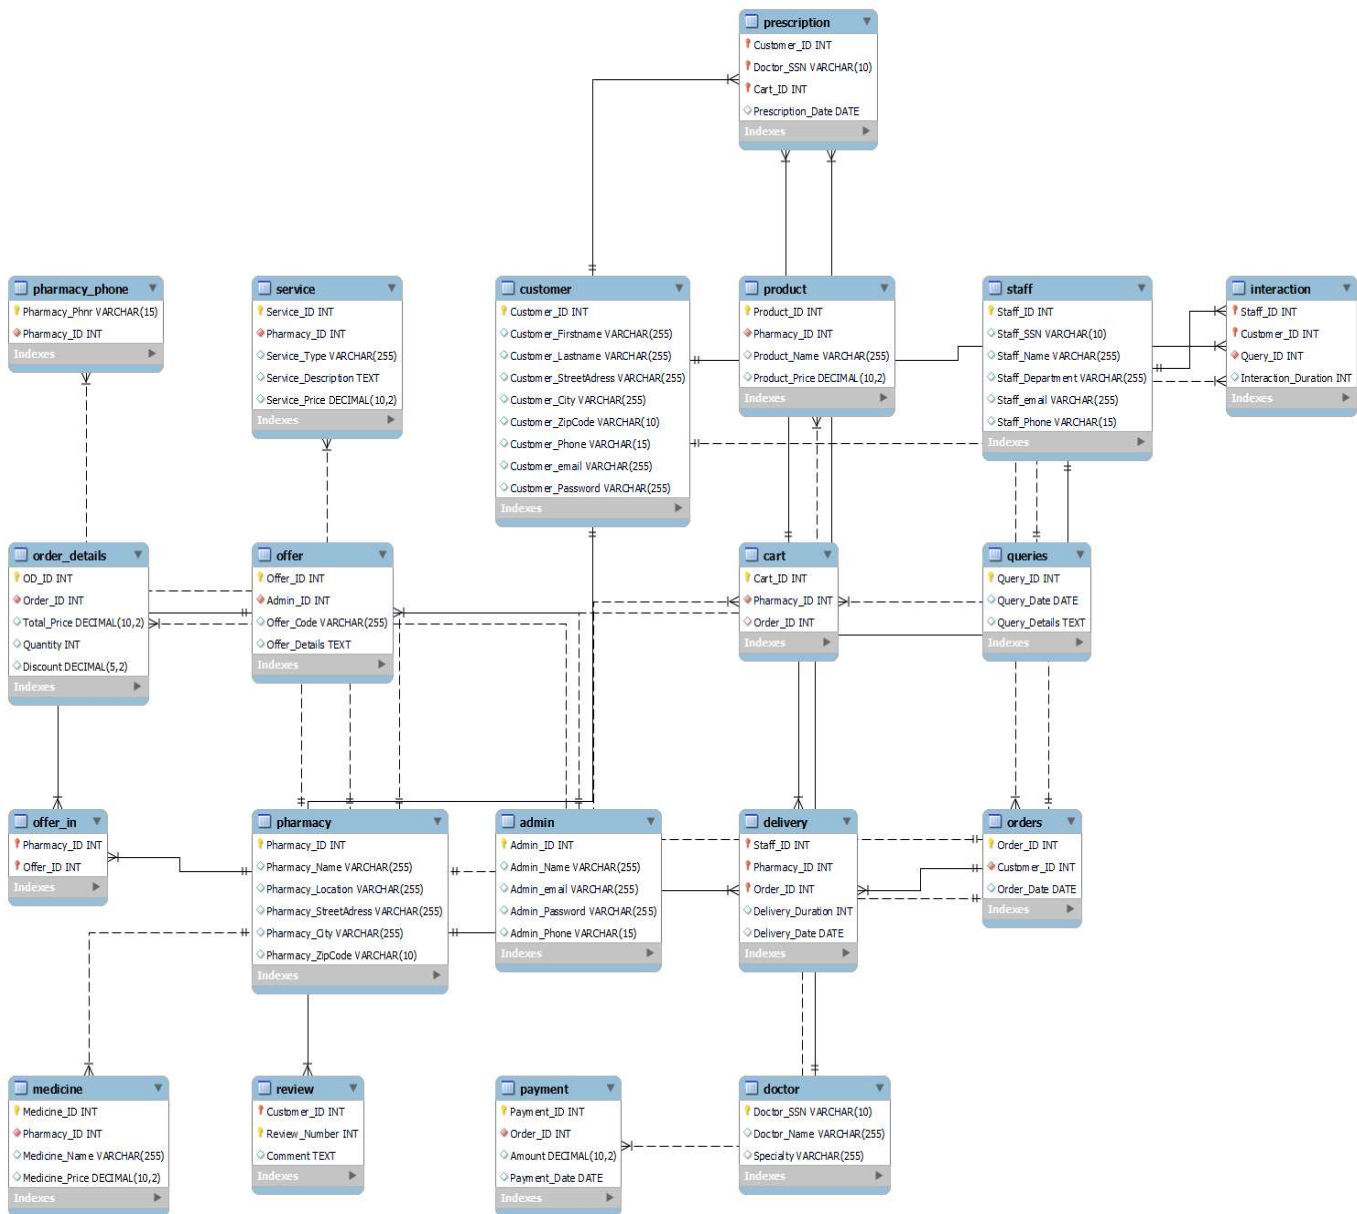 prescription
Customer_ID INT
Doctor_SSN VARCHAR(10)
Cart_ID INT
Prescription_Date DATE
Indexes
pharmacy_phone
Pharmacy_Phnr VARCHAR(15)
Pharmacy_ID INT
Indexes
service
Service_ID INT
Pharmacy_ID INT
Service_Type VARCHAR(255)
Service_Description TEXT
Service_Price DECIMAL(10,2)
Indexes
customer
Customer_ID INT
Customer_Firstname VARCHAR(255)
Customer_Lastname VARCHAR(255)
Customer_StreetAdress VARCHAR(255)
Customer_City VARCHAR(255)
Customer_ZipCode VARCHAR(10)
Customer_Phone VARCHAR(15)
Customer_email VARCHAR(255)
Customer_Password VARCHAR(255)
Indexes
product
Product_ID INT
Pharmacy_ID INT
Product_Name VARCHAR(255)
Product_Price DECIMAL(10,2)
Indexes
staff
Staff_ID INT
Staff_SSN VARCHAR(10)
Staff_Name VARCHAR(255)
Staff_Department VARCHAR(255)
Staff_email VARCHAR(255)
Staff_Phone VARCHAR(15)
Indexes
interaction
Staff_ID INT
Customer_ID INT
Query_ID INT
Interaction_Duration INT
Indexes
order_details
OD_ID INT
Order_ID INT
Total_Price DECIMAL(10,2)
Quantity INT
Discount DECIMAL(5,2)
Indexes
offer
Offer_ID INT
Admin_ID INT
Offer_Code VARCHAR(255)
Offer_Details TEXT
Indexes
cart
Cart_ID INT
Pharmacy_ID INT
Order_ID INT
Indexes
queries
Query_ID INT
Query_Date DATE
Query_Details TEXT
Indexes
offer_in
Pharmacy_ID INT
Offer_ID INT
Indexes
pharmacy
Pharmacy_ID INT
Pharmacy_Name VARCHAR(255)
Pharmacy_Location VARCHAR(255)
Pharmacy_StreetAdress VARCHAR(255)
Pharmacy_City VARCHAR(255)
Pharmacy_ZipCode VARCHAR(10)
Indexes
admin
Admin_ID INT
Admin_Name VARCHAR(255)
Admin_email VARCHAR(255)
Admin_Password VARCHAR(255)
Admin_Phone VARCHAR(15)
Indexes
delivery
Staff_ID INT
Pharmacy_ID INT
Order_ID INT
Delivery_Duration INT
Delivery_Date DATE
Indexes
orders
Order_ID INT
Customer_ID INT
Order_Date DATE
Indexes
medicine
Medicine_ID INT
Pharmacy_ID INT
Medicine_Name VARCHAR(255)
Medicine_Price DECIMAL(10,2)
Indexes
review
Customer_ID INT
Review_Number INT
Comment TEXT
Indexes
payment
Payment_ID INT
Order_ID INT
Amount DECIMAL(10,2)
Payment_Date DATE
Indexes
doctor
Doctor_SSN VARCHAR(10)
Doctor_Name VARCHAR(255)
Specialty VARCHAR(255)
Indexes